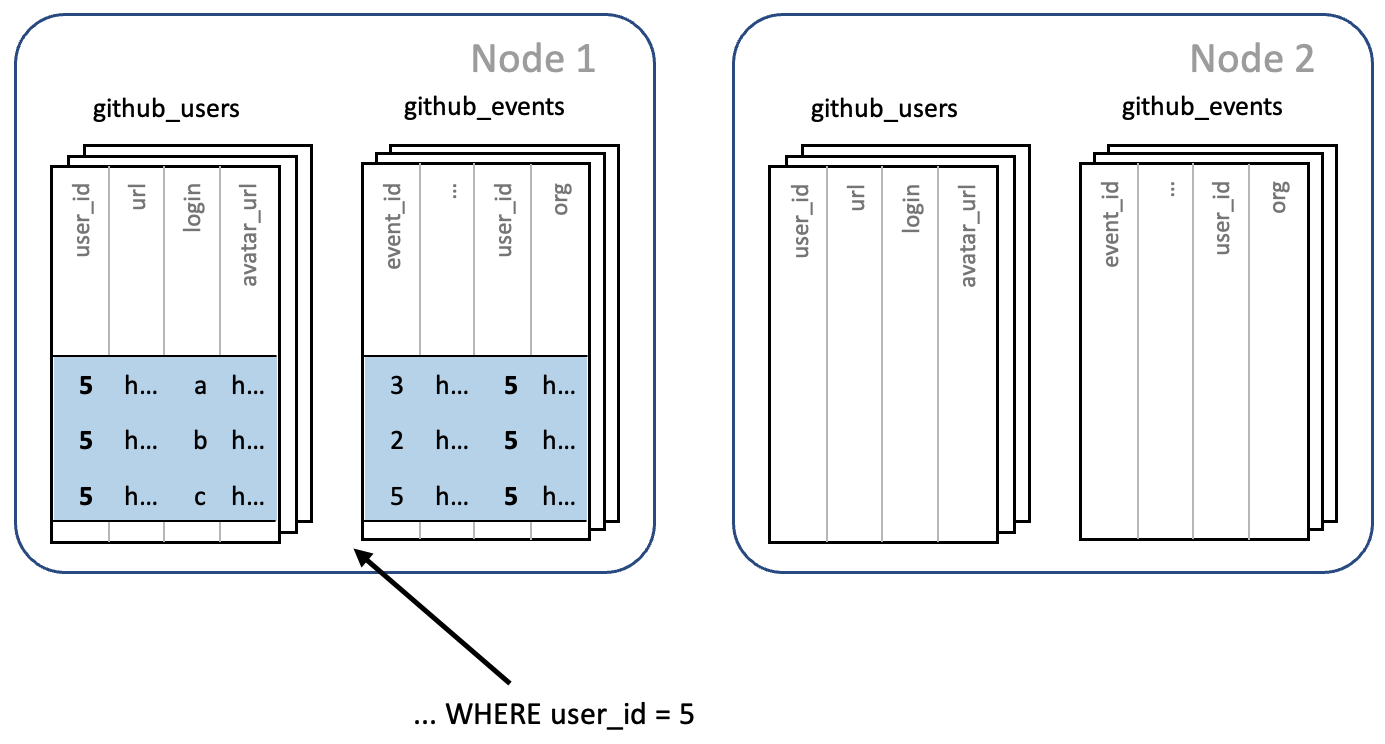 Node 1
github_users
github_events
user_id url login avatar_url
event_id ... user_id org
5 h... a h...
5 h... b h...
5 h... c h...
3 h... 5 h...
2 h... 5 h...
5 h... 5 h...
Node 2
github_users
github_events
user_id url login avatar_url
event_id ... user_id org
... WHERE user_id = 5